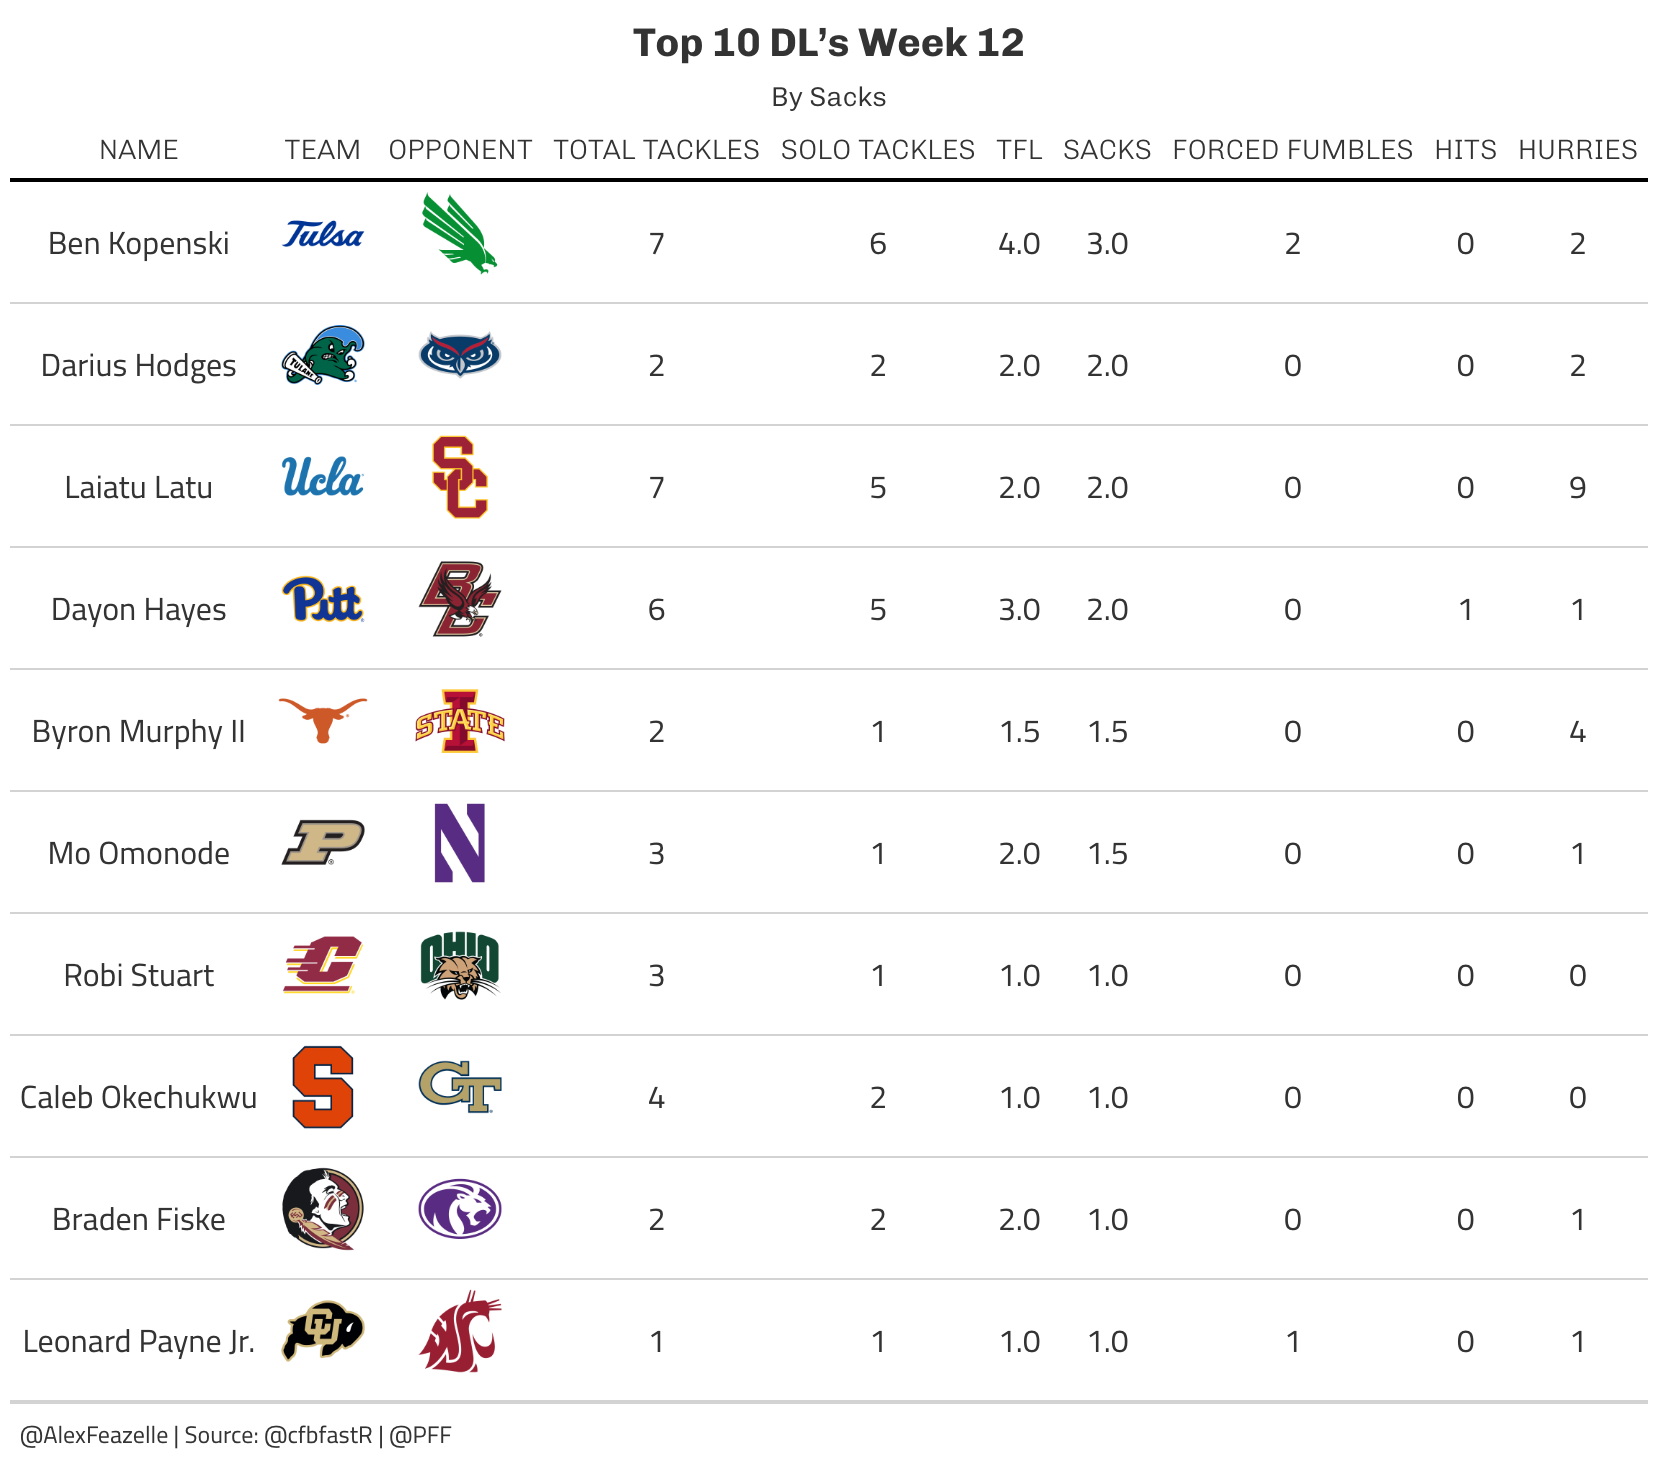 Top 10 DL’s Week 12
By Sacks
NAME TEAM OPPONENT TOTAL TACKLES SOLO TACKLES TFL SACKS FORCED FUMBLES HITS HURRIES
Ben Kopenski Tulsa 7 6 4.0 3.0 2 0 2
Darius Hodges TULANE 2 2 2.0 2.0 0 0 2
Laiatu Latu Ucla SC 7 5 2.0 2.0 0 0 9
Dayon Hayes Pitt BC 6 5 3.0 2.0 0 1 1
Byron Murphy II I STATE 2 1 1.5 1.5 0 0 4
Mo Omonode P N 3 1 2.0 1.5 0 0 1
Robi Stuart C OHIO 3 1 1.0 1.0 0 0 0
Caleb Okechukwu S GT 4 2 1.0 1.0 0 0 0
Braden Fiske 2 2 2.0 1.0 0 0 1
Leonard Payne Jr. CU WSC 1 1 1.0 1.0 1 0 1
@AlexFeazelle | Source: @cfbfastR | @PFF